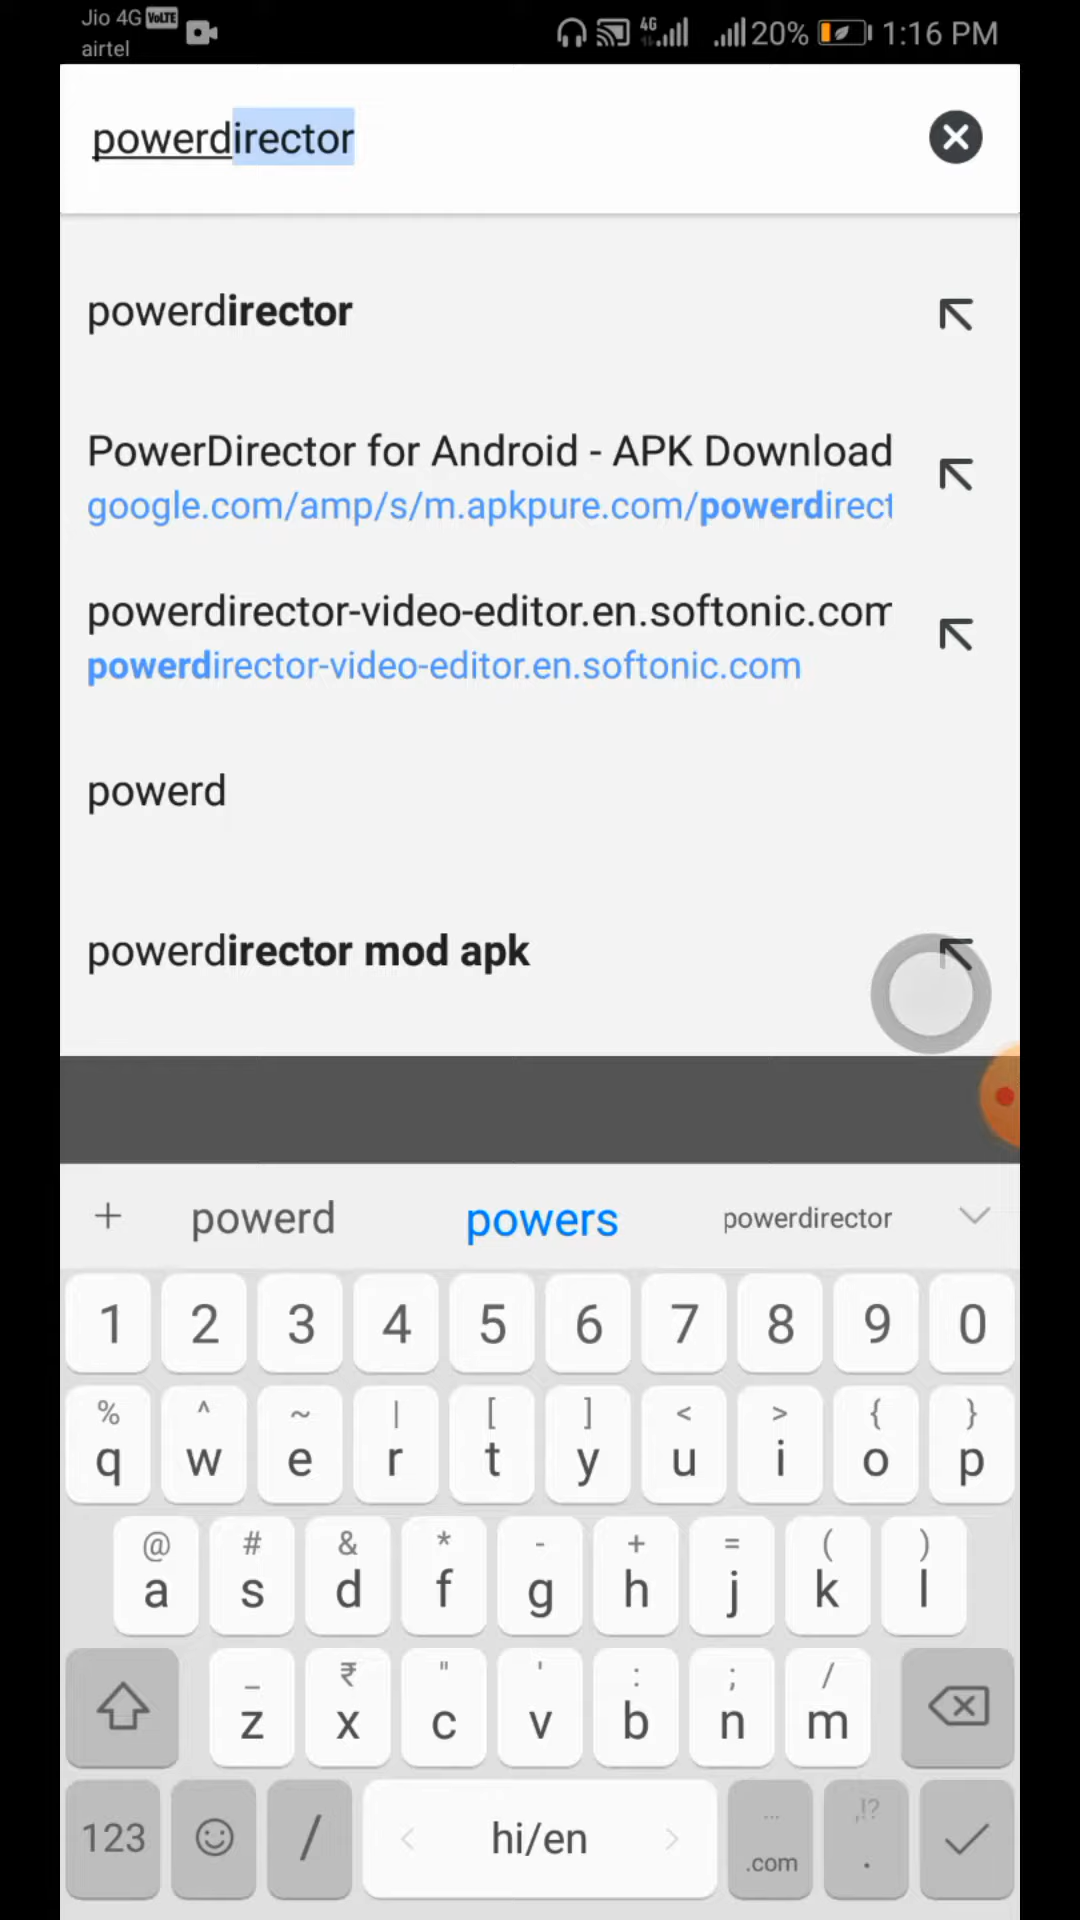 Jio 4G VoLTE
airtel
4G 20% 1:16 PM
powerdirector
powerdirector
PowerDirector for Android - APK Download
google.com/amp/s/m.apkpure.com/powerdirect
powerdirector-video-editor.en.softonic.com
powerdirector-video-editor.en.softonic.com
powerd
powerdirector mod apk
+ powerd powers powerdirector
1 2 3 4 5 6 7 8 9 0
% ^ ~ | [ ] < > { }
q w e r t y u i o p
@ # & * - + = ( )
a s d f g h j k l
_ ₹ " ' : ; /
z x c v b n m
... ,!?
123 / < hi/en > .com .